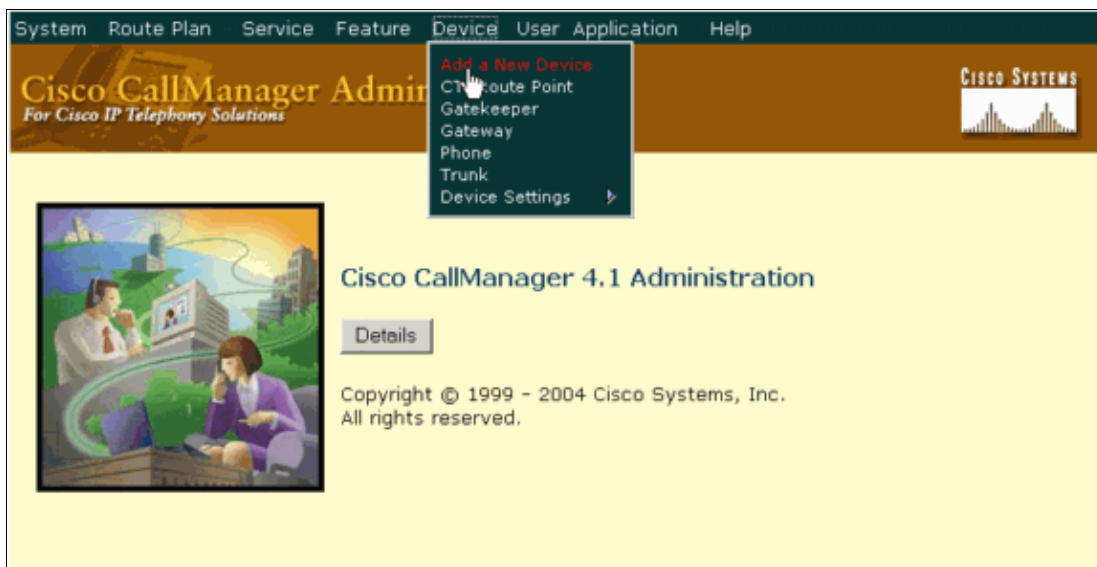 System Route Plan Service Feature Device User Application Help
Add a New Device
Route Point
Gatekeeper
Gateway
Phone
Trunk
Device Settings
Cisco CallManager Admin
For Cisco IP Telephony Solutions
CISCO SYSTEMS
Cisco CallManager 4.1 Administration
Details
Copyright © 1999 - 2004 Cisco Systems, Inc.
All rights reserved.